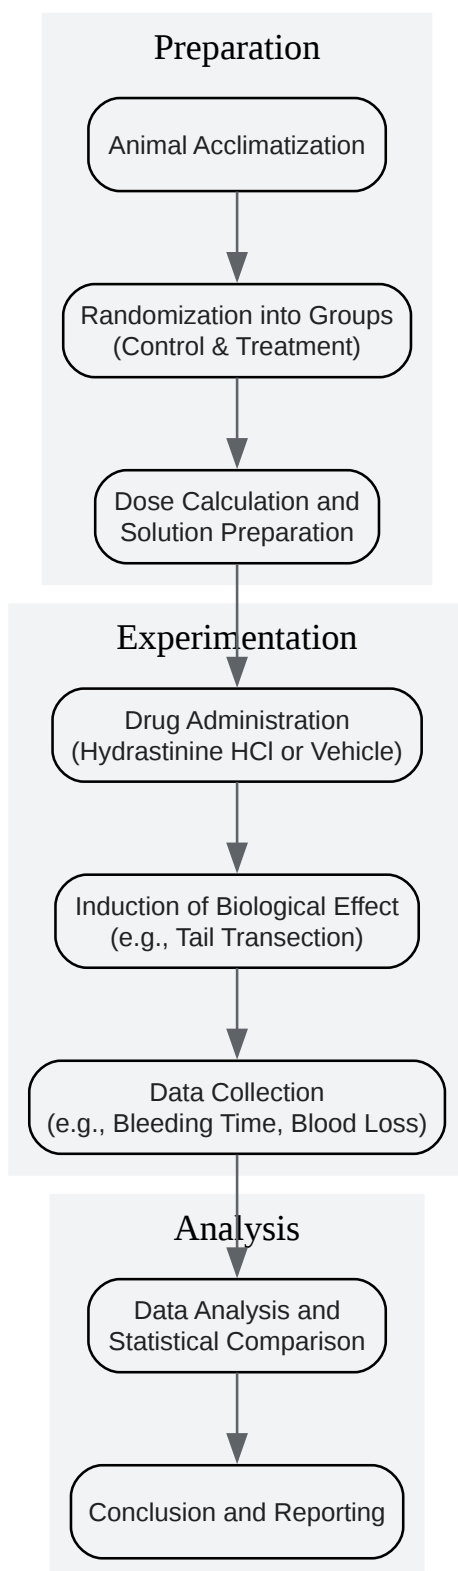 Preparation
Animal Acclimatization
Randomization into Groups
(Control & Treatment)
Dose Calculation and
Solution Preparation
Experimentation
Drug Administration
(Hydrastinine HCl or Vehicle)
Induction of Biological Effect
(e.g., Tail Transection)
Data Collection
(e.g., Bleeding Time, Blood Loss)
Analysis
Data Analysis and
Statistical Comparison
Conclusion and Reporting